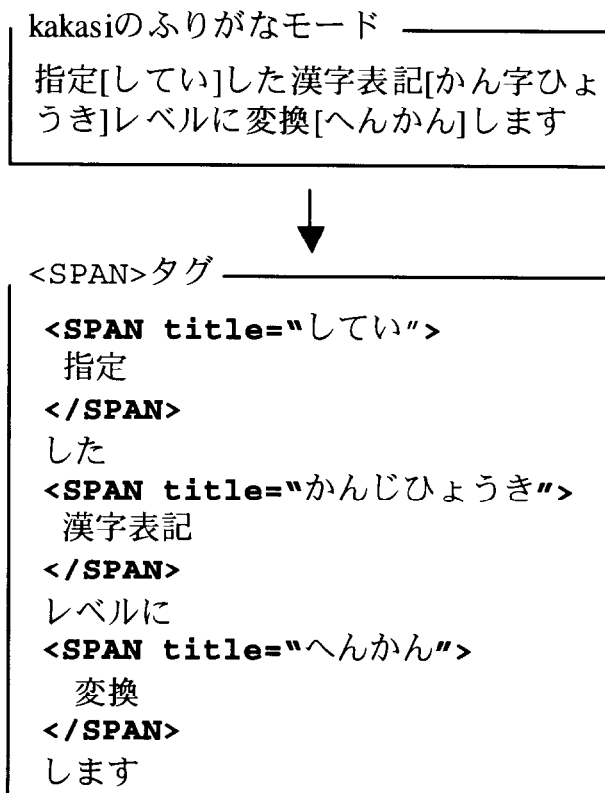 kakasiのふりがなモード
指定[してい]した漢字表記[かん字ひょ
うき]レベルに変換[へんかん]します
<SPAN>タグ
<SPAN title="してい">
指定
</SPAN>
した
<SPAN title="かんじひょうき">
漢字表記
</SPAN>
レベルに
<SPAN title="へんかん">
変換
</SPAN>
します